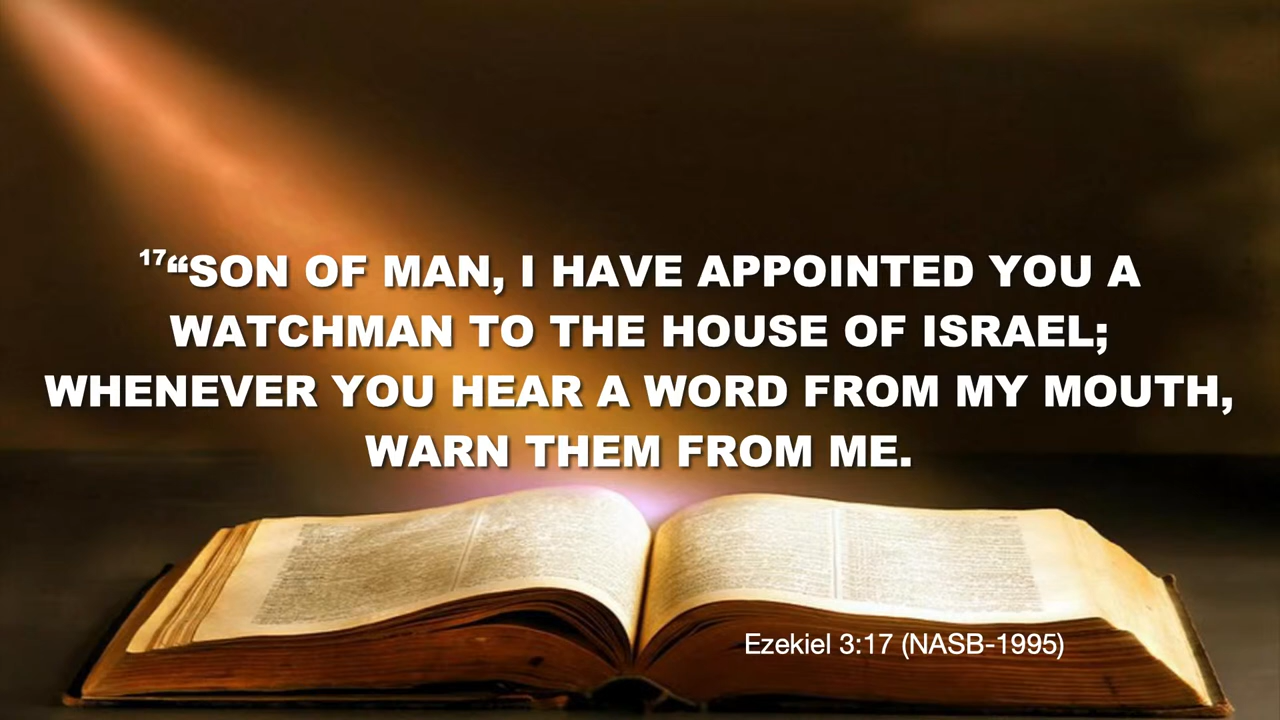 ¹⁷“SON OF MAN, I HAVE APPOINTED YOU A
WATCHMAN TO THE HOUSE OF ISRAEL;
WHENEVER YOU HEAR A WORD FROM MY MOUTH,
WARN THEM FROM ME.
Ezekiel 3:17 (NASB-1995)